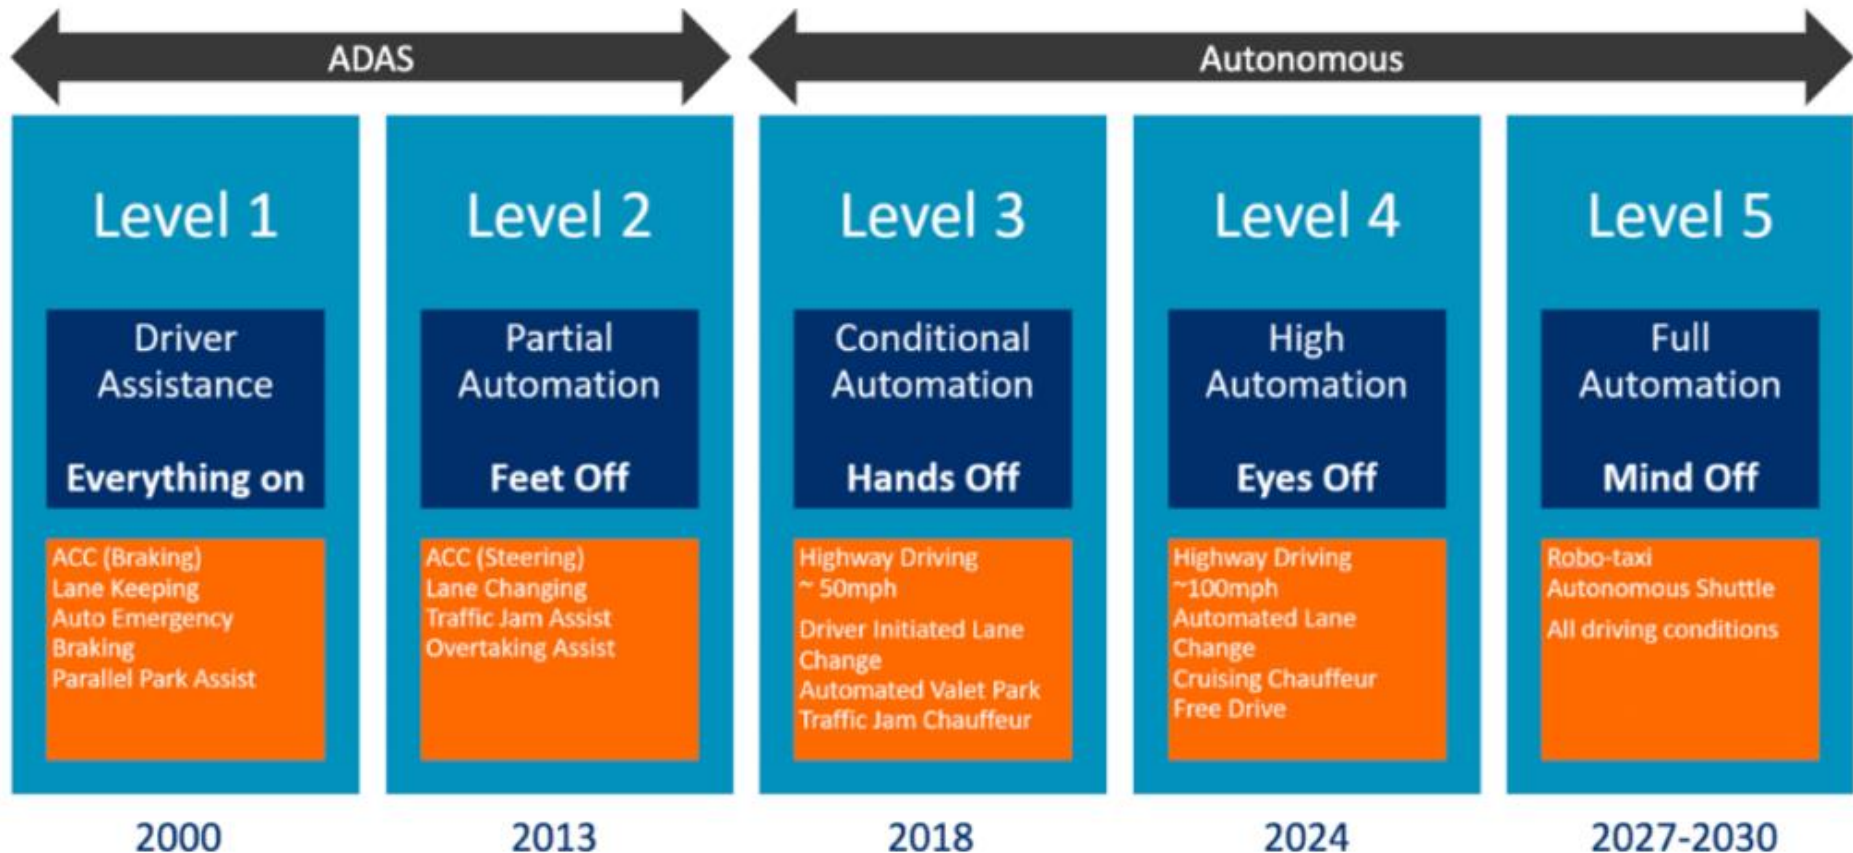 ADAS
Autonomous
Level 1
Driver
Assistance
Everything on
ACC (Braking)
Lane Keeping
Auto Emergency
Braking
Parallel Park Assist
2000
Level 2
Partial
Automation
Feet Off
ACC (Steering)
Lane Changing
Traffic Jam Assist
Overtaking Assist
2013
Level 3
Conditional
Automation
Hands Off
Highway Driving
~ 50mph
Driver Initiated Lane
Change
Automated Valet Park
Traffic Jam Chauffeur
2018
Level 4
High
Automation
Eyes Off
Highway Driving
~100mph
Automated Lane
Change
Cruising Chauffeur
Free Drive
2024
Level 5
Full
Automation
Mind Off
Robo-taxi
Autonomous Shuttle
All driving conditions
2027-2030